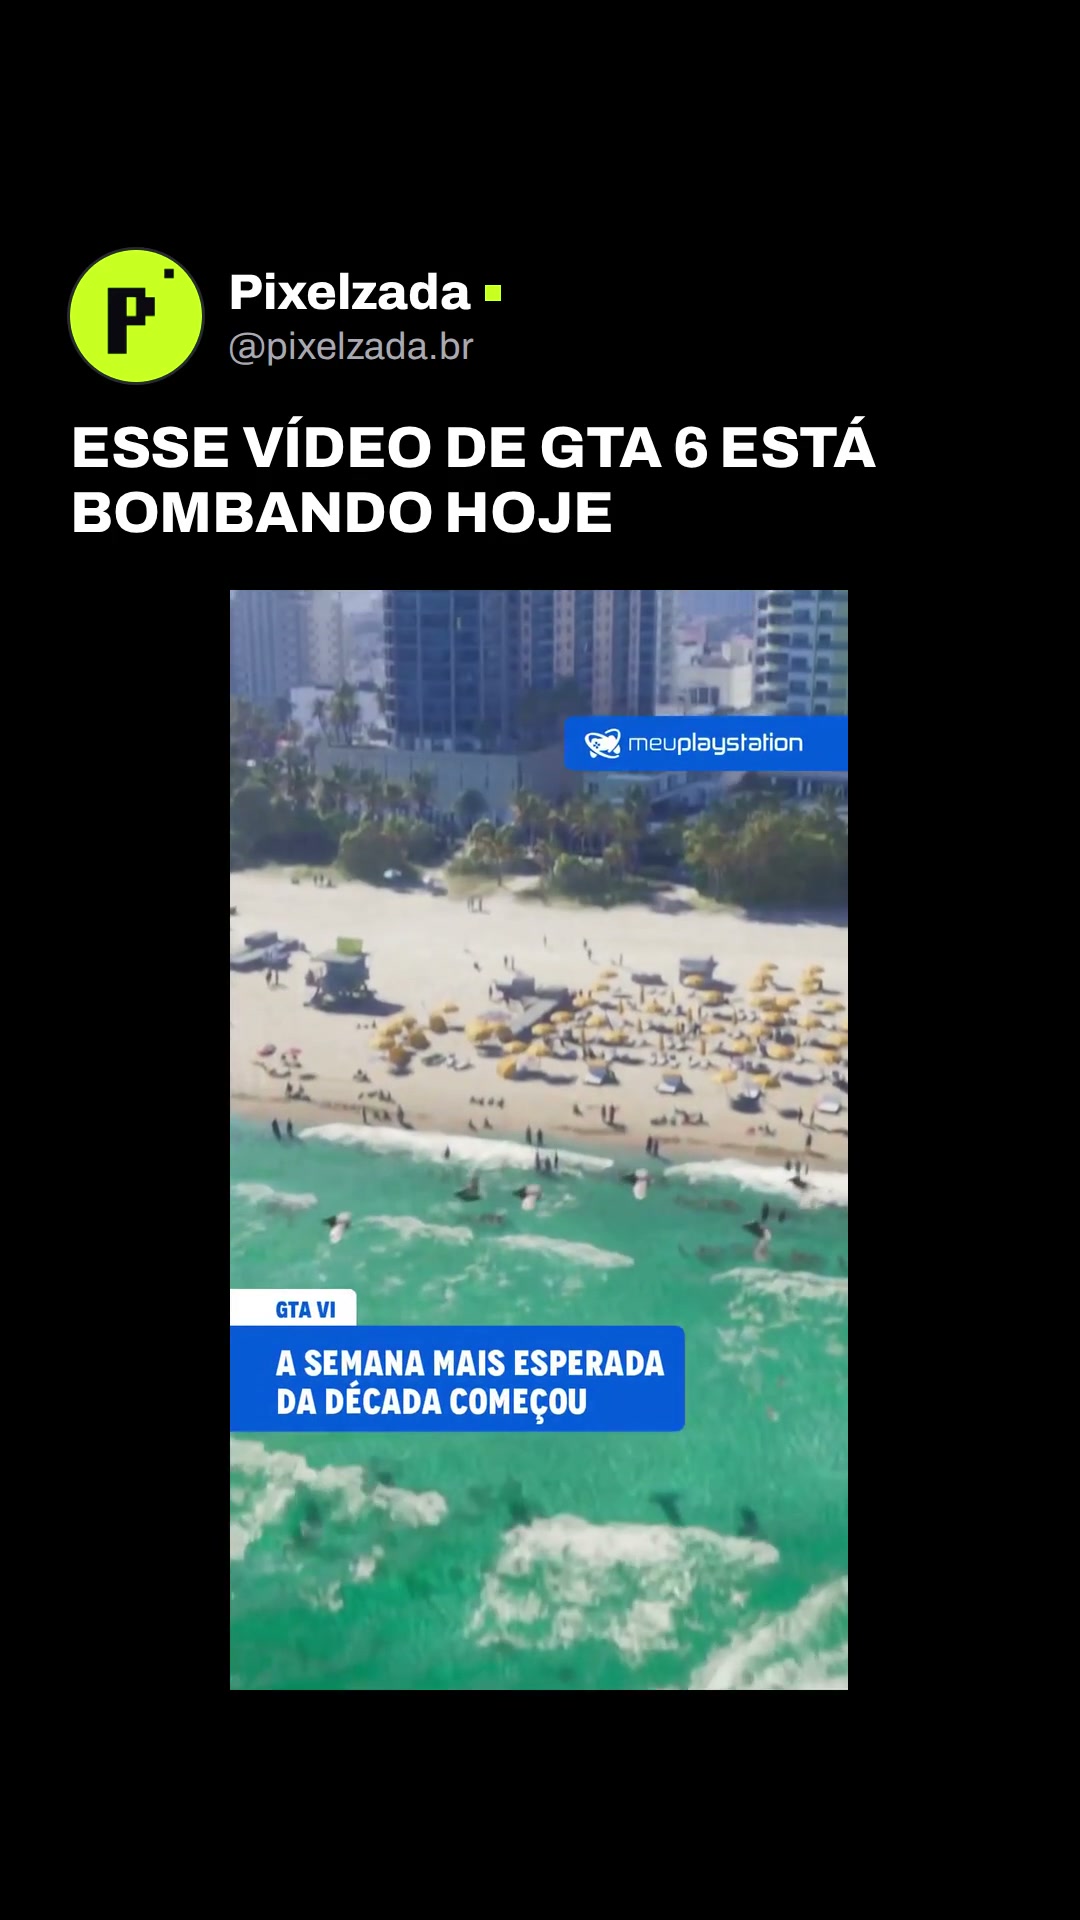 Pixelzada
@pixelzada.br
ESSE VÍDEO DE GTA 6 ESTÁ
BOMBANDO HOJE
meuplaystation
GTA VI
A SEMANA MAIS ESPERADA
DA DÉCADA COMEÇOU